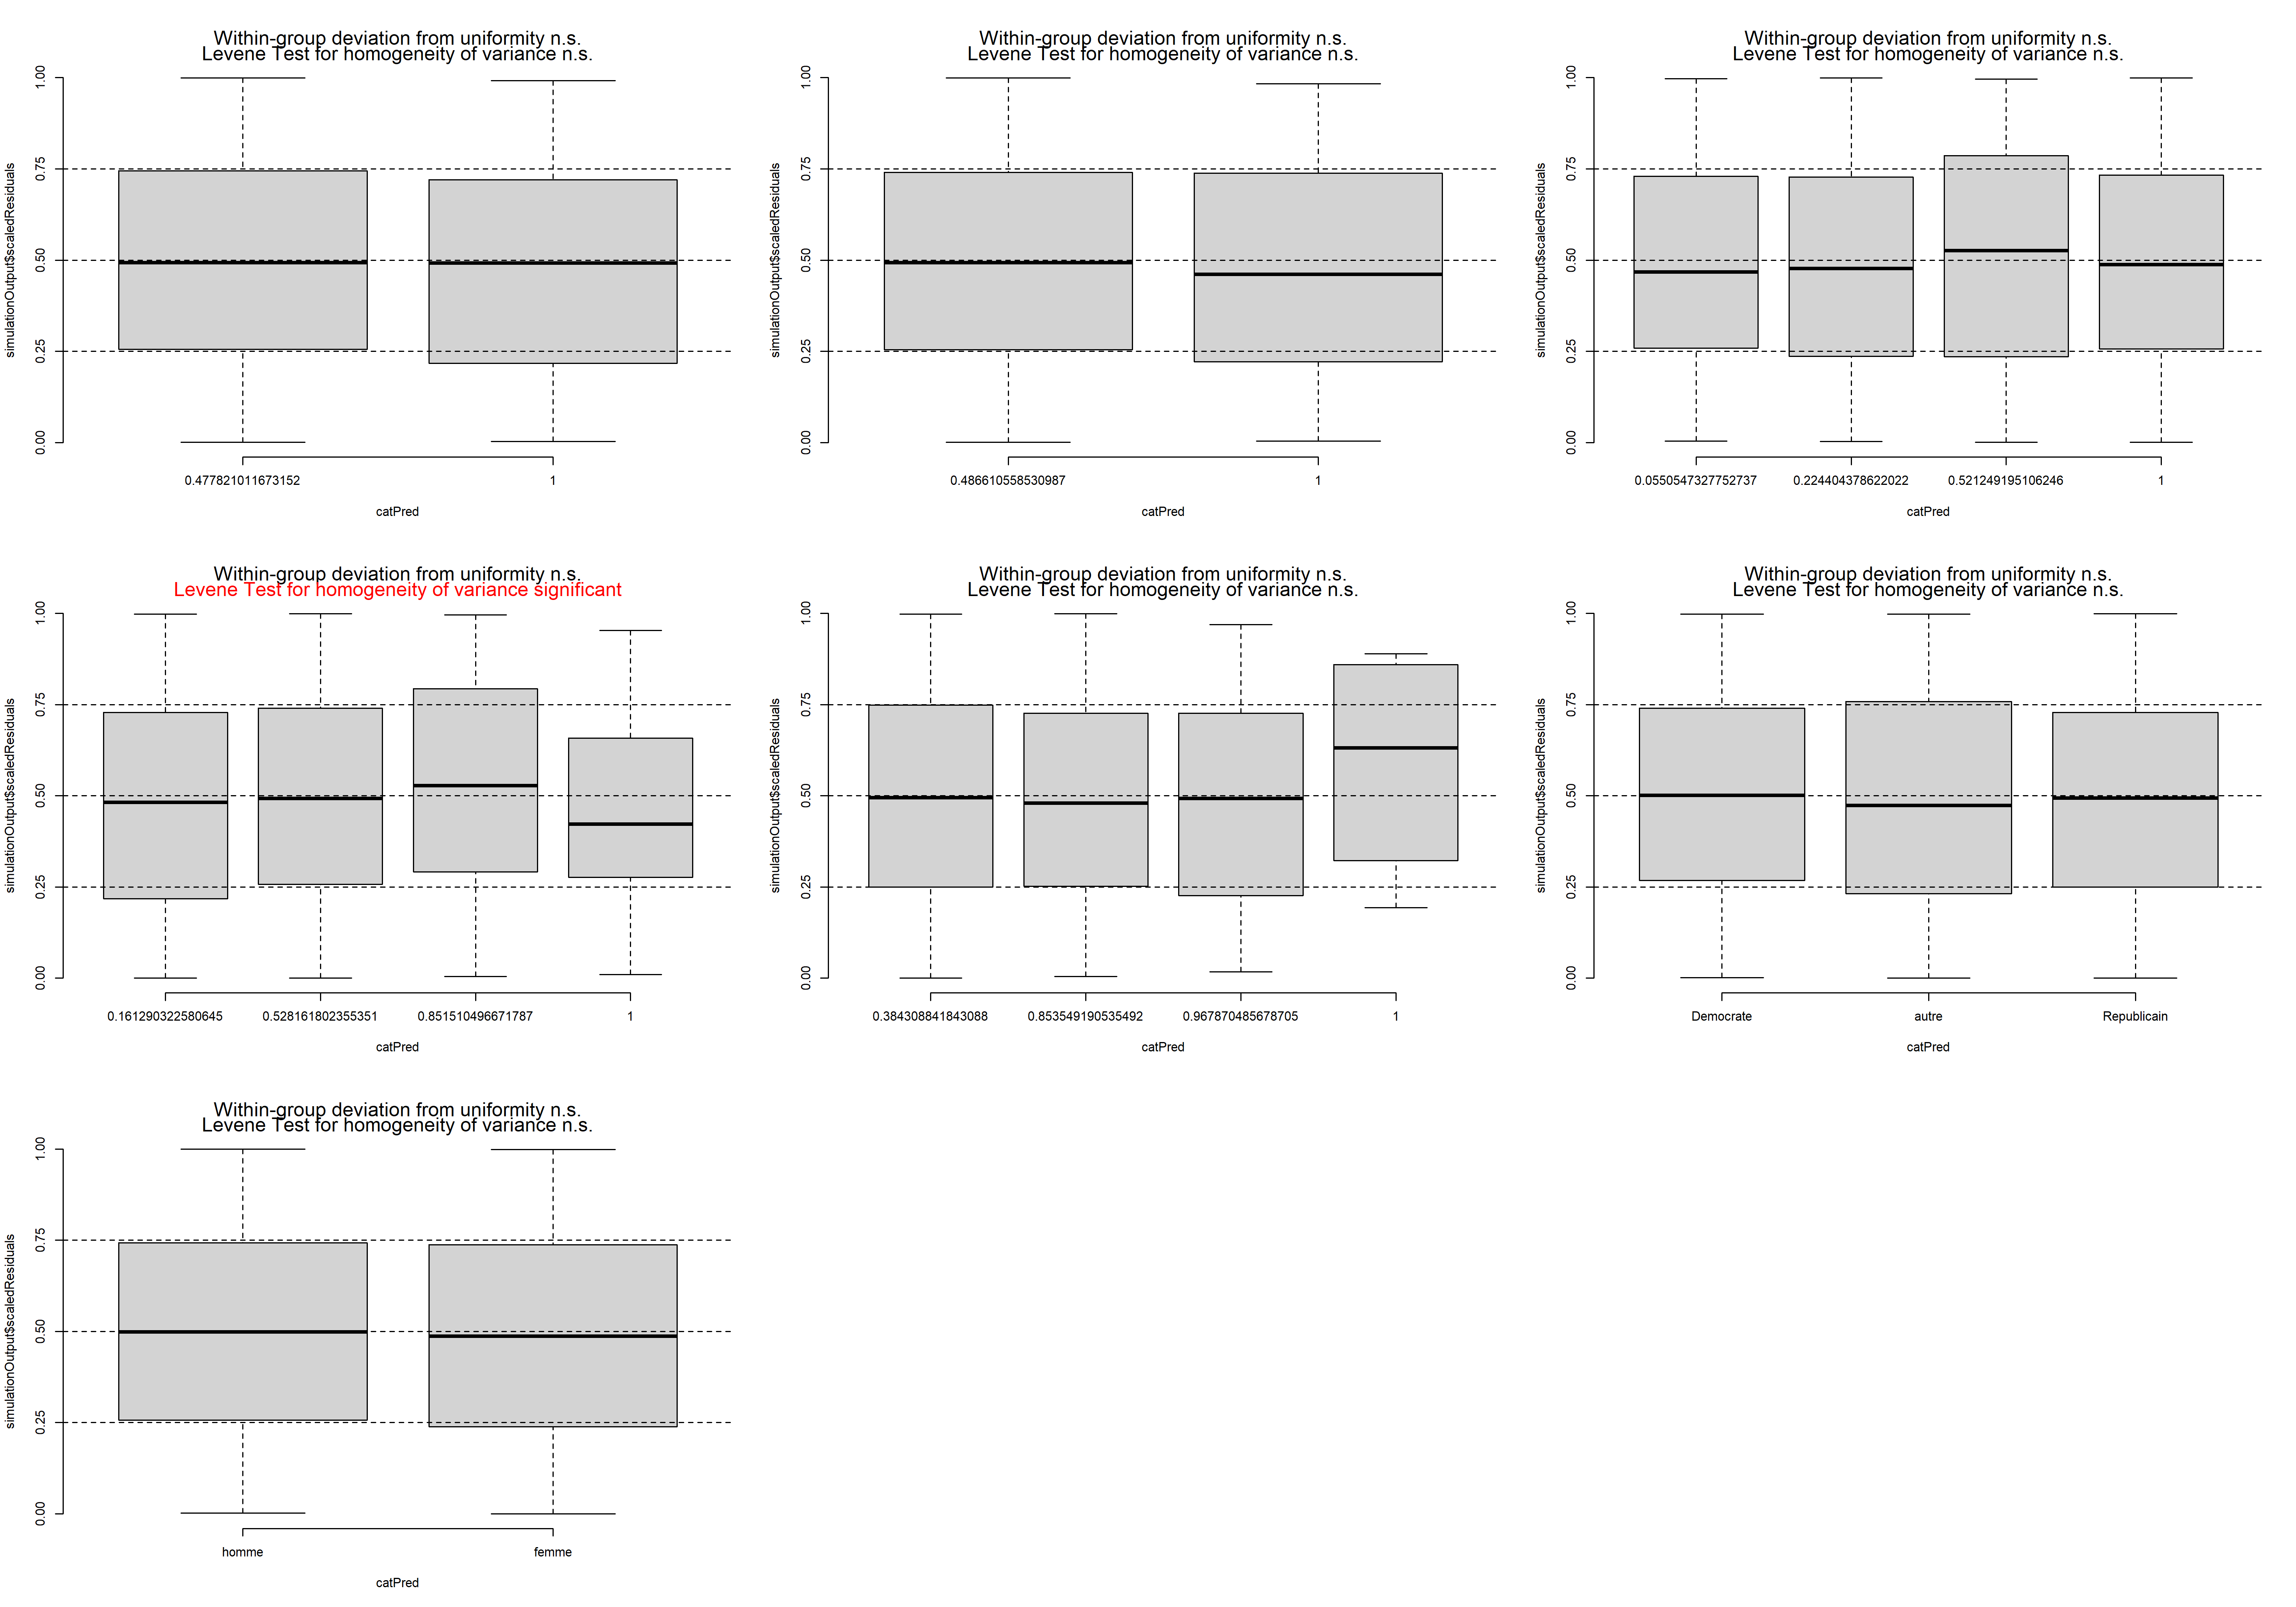 Within-group deviation from uniformity n.s.
Levene Test for homogeneity of variance n.s.
simulationOutput$scaledResiduals
1.00
0.75
0.50
0.25
0.00
0.477821011673152
1
catPred
Within-group deviation from uniformity n.s.
Levene Test for homogeneity of variance n.s.
simulationOutput$scaledResiduals
1.00
0.75
0.50
0.25
0.00
0.486610558530987
1
catPred
Within-group deviation from uniformity n.s.
Levene Test for homogeneity of variance n.s.
simulationOutput$scaledResiduals
1.00
0.75
0.50
0.25
0.00
0.0550547327752737
0.224404378622022
0.521249195106246
1
catPred
Within-group deviation from uniformity n.s.
Levene Test for homogeneity of variance significant
simulationOutput$scaledResiduals
1.00
0.75
0.50
0.25
0.00
0.161290322580645
0.528161802355351
0.851510496671787
1
catPred
Within-group deviation from uniformity n.s.
Levene Test for homogeneity of variance n.s.
simulationOutput$scaledResiduals
1.00
0.75
0.50
0.25
0.00
0.384308841843088
0.853549190535492
0.967870485678705
1
catPred
Within-group deviation from uniformity n.s.
Levene Test for homogeneity of variance n.s.
simulationOutput$scaledResiduals
1.00
0.75
0.50
0.25
0.00
Democrate
autre
Republicain
catPred
Within-group deviation from uniformity n.s.
Levene Test for homogeneity of variance n.s.
simulationOutput$scaledResiduals
1.00
0.75
0.50
0.25
0.00
homme
femme
catPred